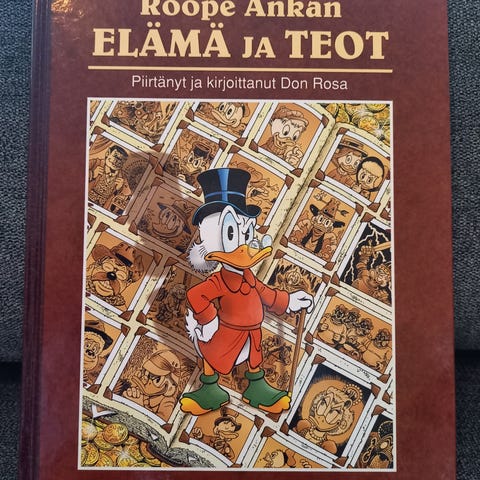 Roope Ankan
ELÄMÄ JA TEOT
Piirtänyt ja kirjoittanut Don Rosa